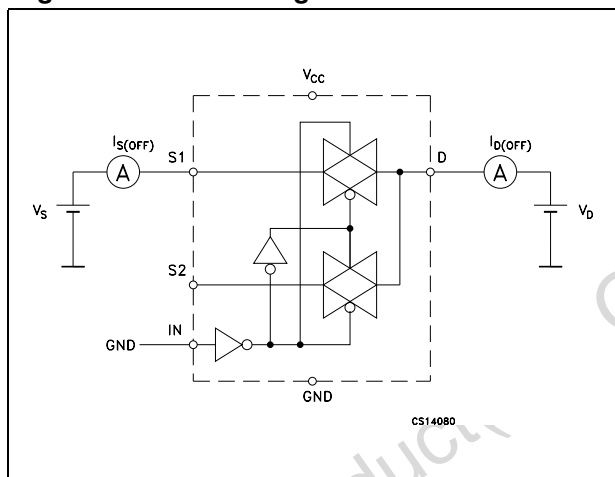 V_CC
I_S(OFF)
I_D(OFF)
S1
D
A
A
V_S
V_D
S2
IN
GND
GND
CS14080